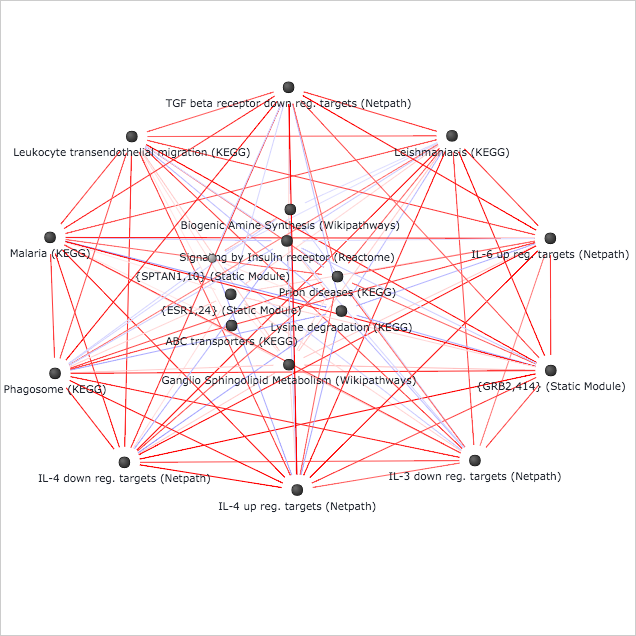 TGF beta receptor down reg. targets (Netpath)
Leukocyte transendothelial migration (KEGG)
Leishmaniasis (KEGG)
Biogenic Amine Synthesis (Wikipathways)
Malaria (KEGG)
IL-6 up reg. targets (Netpath)
Signaling by Insulin receptor (Reactome)
{SPTAN1,10} (Static Module)
Prion diseases (KEGG)
{ESR1,24} (Static Module)
Lysine degradation (KEGG)
ABC transporters (KEGG)
Ganglio Sphingolipid Metabolism (Wikipathways)
Phagosome (KEGG)
{GRB2,414} (Static Module)
IL-4 down reg. targets (Netpath)
IL-3 down reg. targets (Netpath)
IL-4 up reg. targets (Netpath)